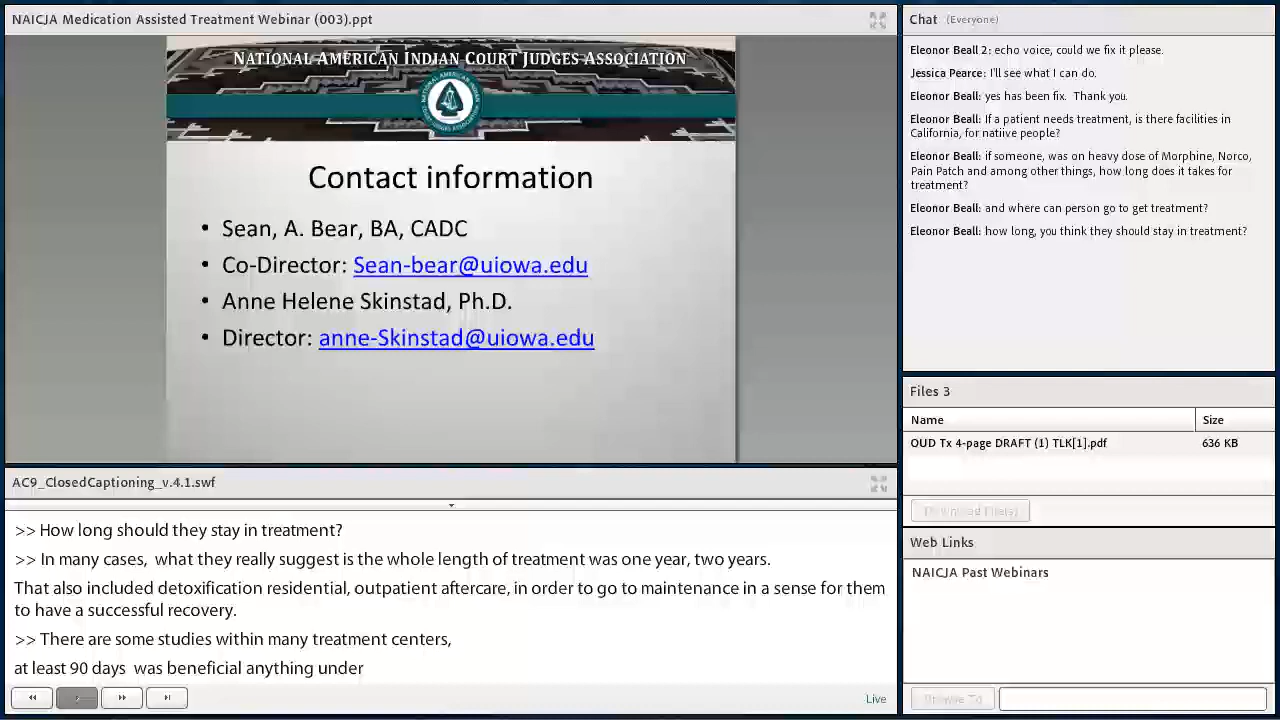 NAICJA Medication Assisted Treatment Webinar (003).ppt
NATIONAL AMERICAN INDIAN COURT JUDGES ASSOCIATION
Contact information
• Sean, A. Bear, BA, CADC
• Co-Director: Sean-bear@uiowa.edu
• Anne Helene Skinstad, Ph.D.
• Director: anne-Skinstad@uiowa.edu
AC9_ClosedCaptioning_v.4.1.swf
>> How long should they stay in treatment?
>> In many cases, what they really suggest is the whole length of treatment was one year, two years.
That also included detoxification residential, outpatient aftercare, in order to go to maintenance in a sense for them
to have a successful recovery.
>> There are some studies within many treatment centers,
at least 90 days was beneficial anything under
Live
Chat (Everyone)
Eleonor Beall 2: echo voice, could we fix it please.
Jessica Pearce: I'll see what I can do.
Eleonor Beall: yes has been fix. Thank you.
Eleonor Beall: If a patient needs treatment, is there facilities in
California, for natiive people?
Eleonor Beall: if someone, was on heavy dose of Morphine, Norco,
Pain Patch and among other things, how long does it takes for
treatment?
Eleonor Beall: and where can person go to get treatment?
Eleonor Beall: how long, you think they should stay in treatment?
Files 3
Name Size
OUD Tx 4-page DRAFT (1) TLK[1].pdf 636 KB
Download File(s)
Web Links
NAICJA Past Webinars
Browse To